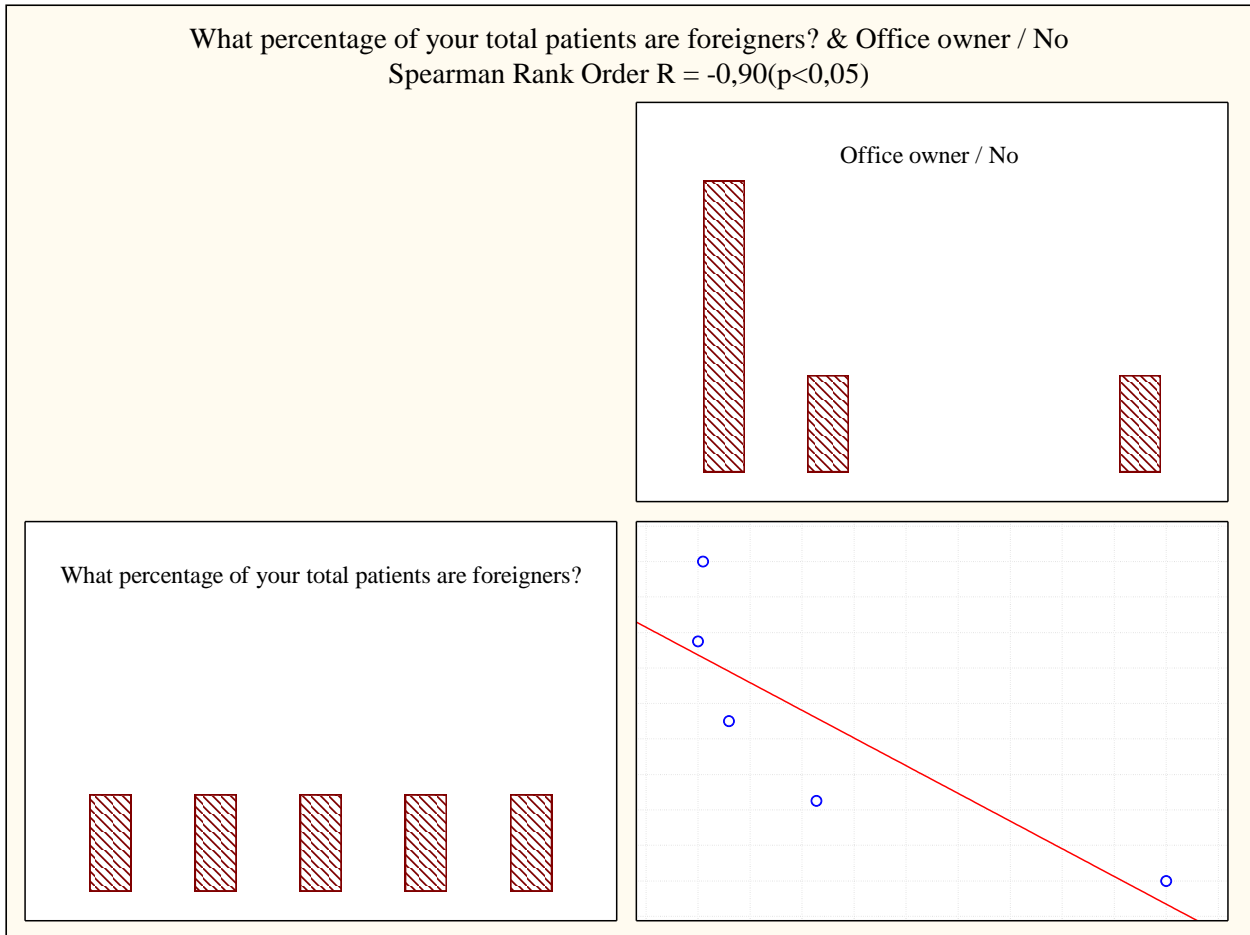 What percentage of your total patients are foreigners? & Office owner / No
Spearman Rank Order R = -0,90(p<0,05)
Office owner / No
What percentage of your total patients are foreigners?